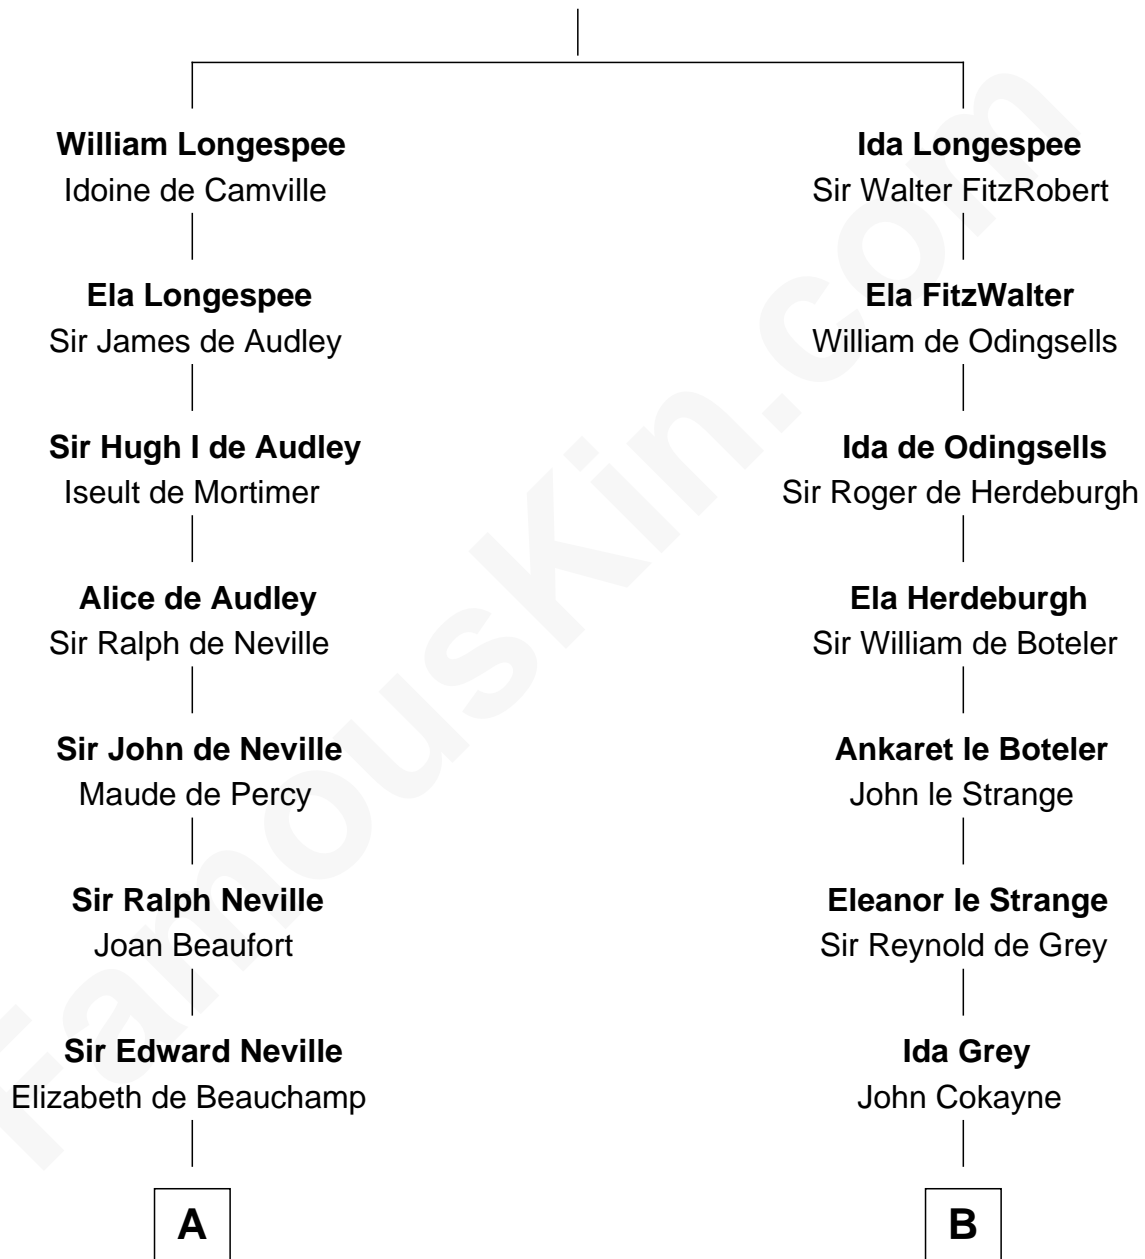 William Longespee
Idoine de Camville
Ela Longespee
Sir James de Audley
Sir Hugh I de Audley
Iseult de Mortimer
Alice de Audley
Sir Ralph de Neville
Sir John de Neville
Maude de Percy
Sir Ralph Neville
Joan Beaufort
Sir Edward Neville
Elizabeth de Beauchamp
A
Ida Longespee
Sir Walter FitzRobert
Ela FitzWalter
William de Odingsells
Ida de Odingsells
Sir Roger de Herdeburgh
Ela Herdeburgh
Sir William de Boteler
Ankaret le Boteler
John le Strange
Eleanor le Strange
Sir Reynold de Grey
Ida Grey
John Cokayne
B
FamousKin.com